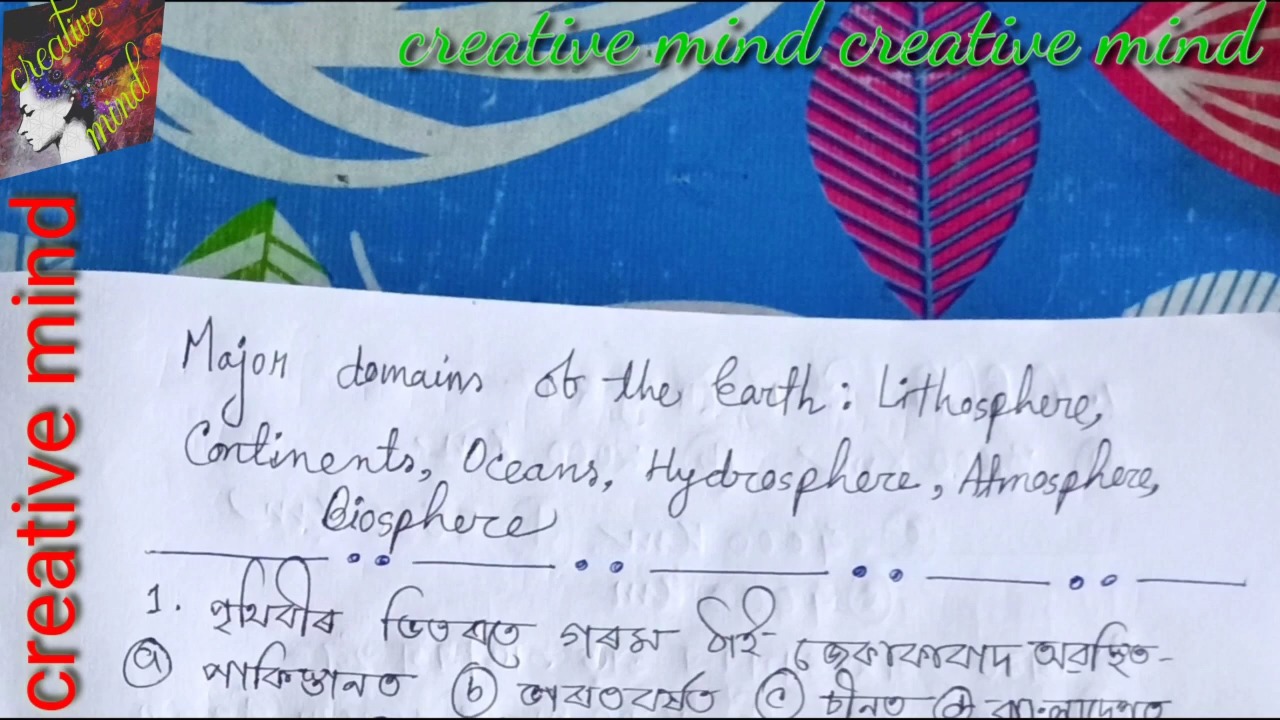 creative mind creative mind
creative
mind
creative mind
Major domains of the Earth: Lithosphere,
Continents, Oceans, Hydrosphere, Atmosphere,
Biosphere
1. পৃথিৱীৰ ভিতৰতে গৰম ঠাই জেকাকাবাদ অৱস্থিত-
(a) পাকিস্তানত (b) ভাৰতবৰ্ষত (c) চীনত (d) বাংলাদেশত